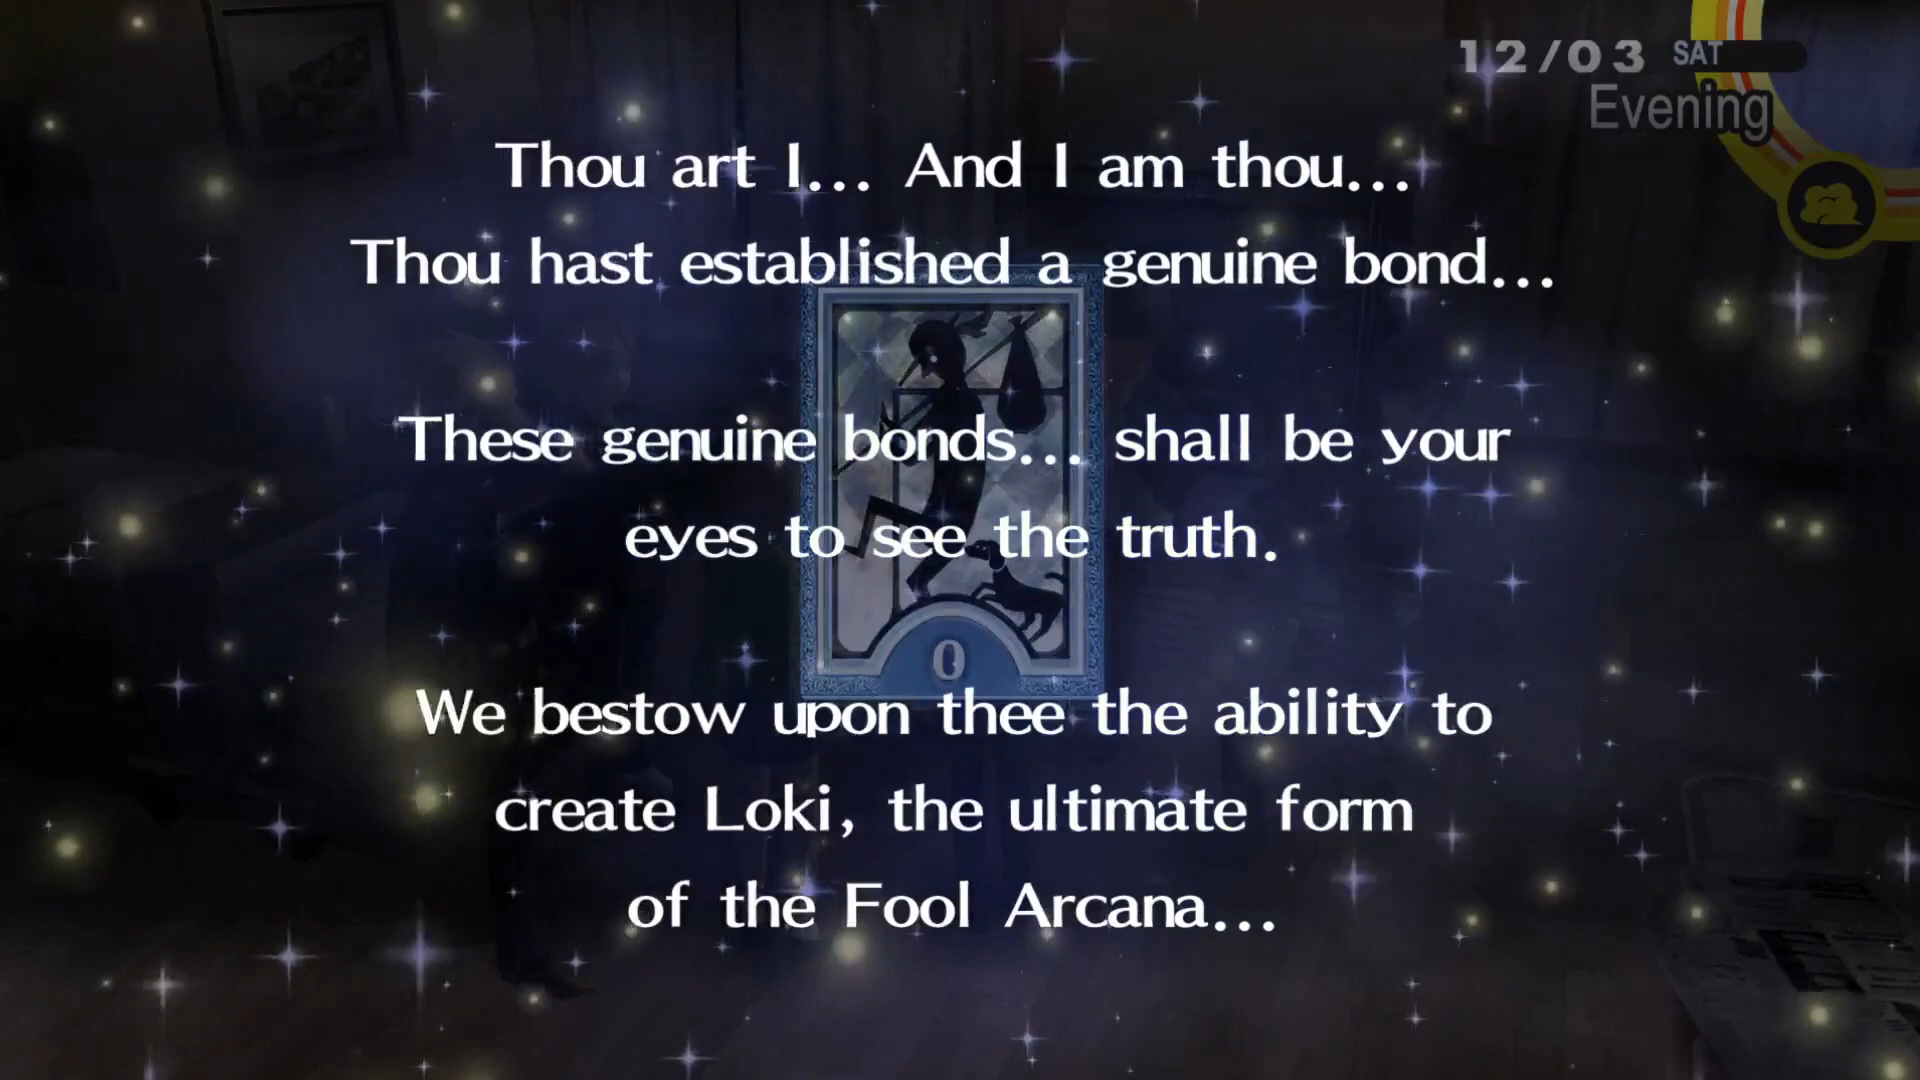 12/03 SAT
Evening
Thou art I... And I am thou...
Thou hast established a genuine bond...
These genuine bonds... shall be your
eyes to see the truth.
0
We bestow upon thee the ability to
create Loki, the ultimate form
of the Fool Arcana...